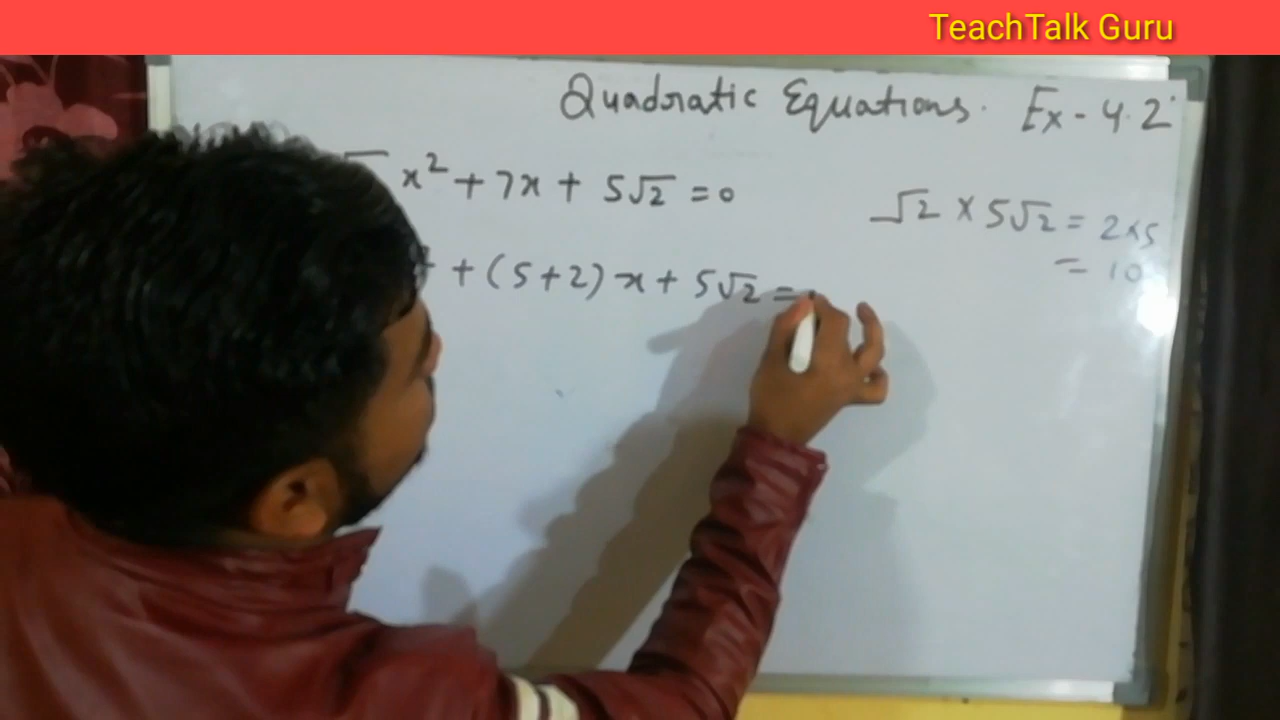 TeachTalk Guru
Quadratic Equations. Ex-4.2
√ x² + 7x + 5√2 = 0
√2 × 5√2 = 2×5
= 10
+ (5+2)x + 5√2 =